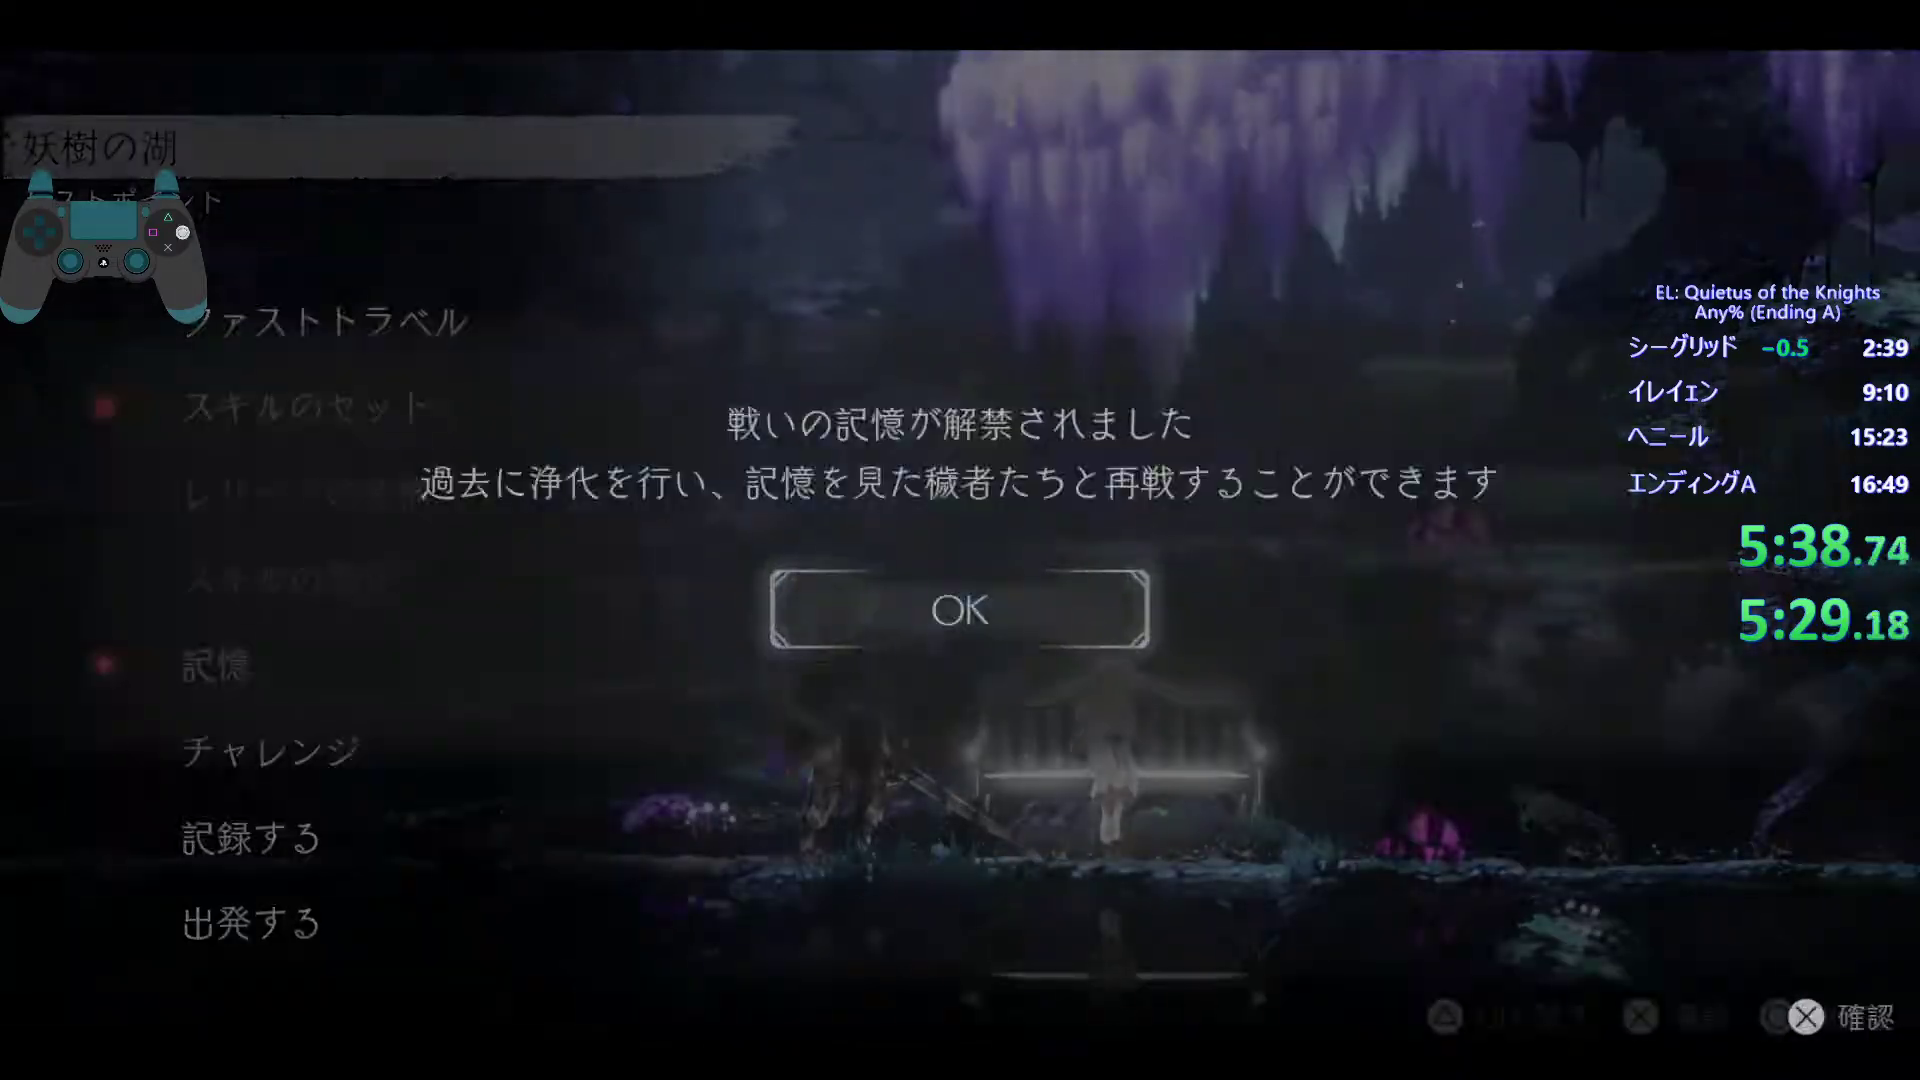 妖樹の湖
ファストトラベル
スキルのセット
戦いの記憶が解禁されました
過去に浄化を行い、記憶を見た穢者たちと再戦することができます
OK
記憶
チャレンジ
記録する
出発する
確認
EL: Quietus of the Knights
Any% (Ending A)
シーグリッド -0.5 2:39
イレイェン 9:10
ヘニール 15:23
エンディングA 16:49
5:38.74
5:29.18